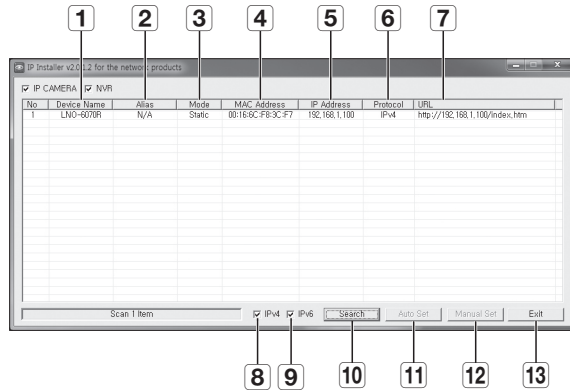 1 2 3 4 5 6 7
IP Installer v2.0.1.2 for the network products
IP CAMERA NVR
No Device Name Alias Mode MAC Address IP Address Protocol URL
1 LNO-6070R N/A Static 00:16:6C:F8:3C:F7 192,168,1,100 IPv4 http://192,168,1,100/index,htm
Scan 1 Item IPv4 IPv6 Search Auto Set Manual Set Exit
8 9 10 11 12 13